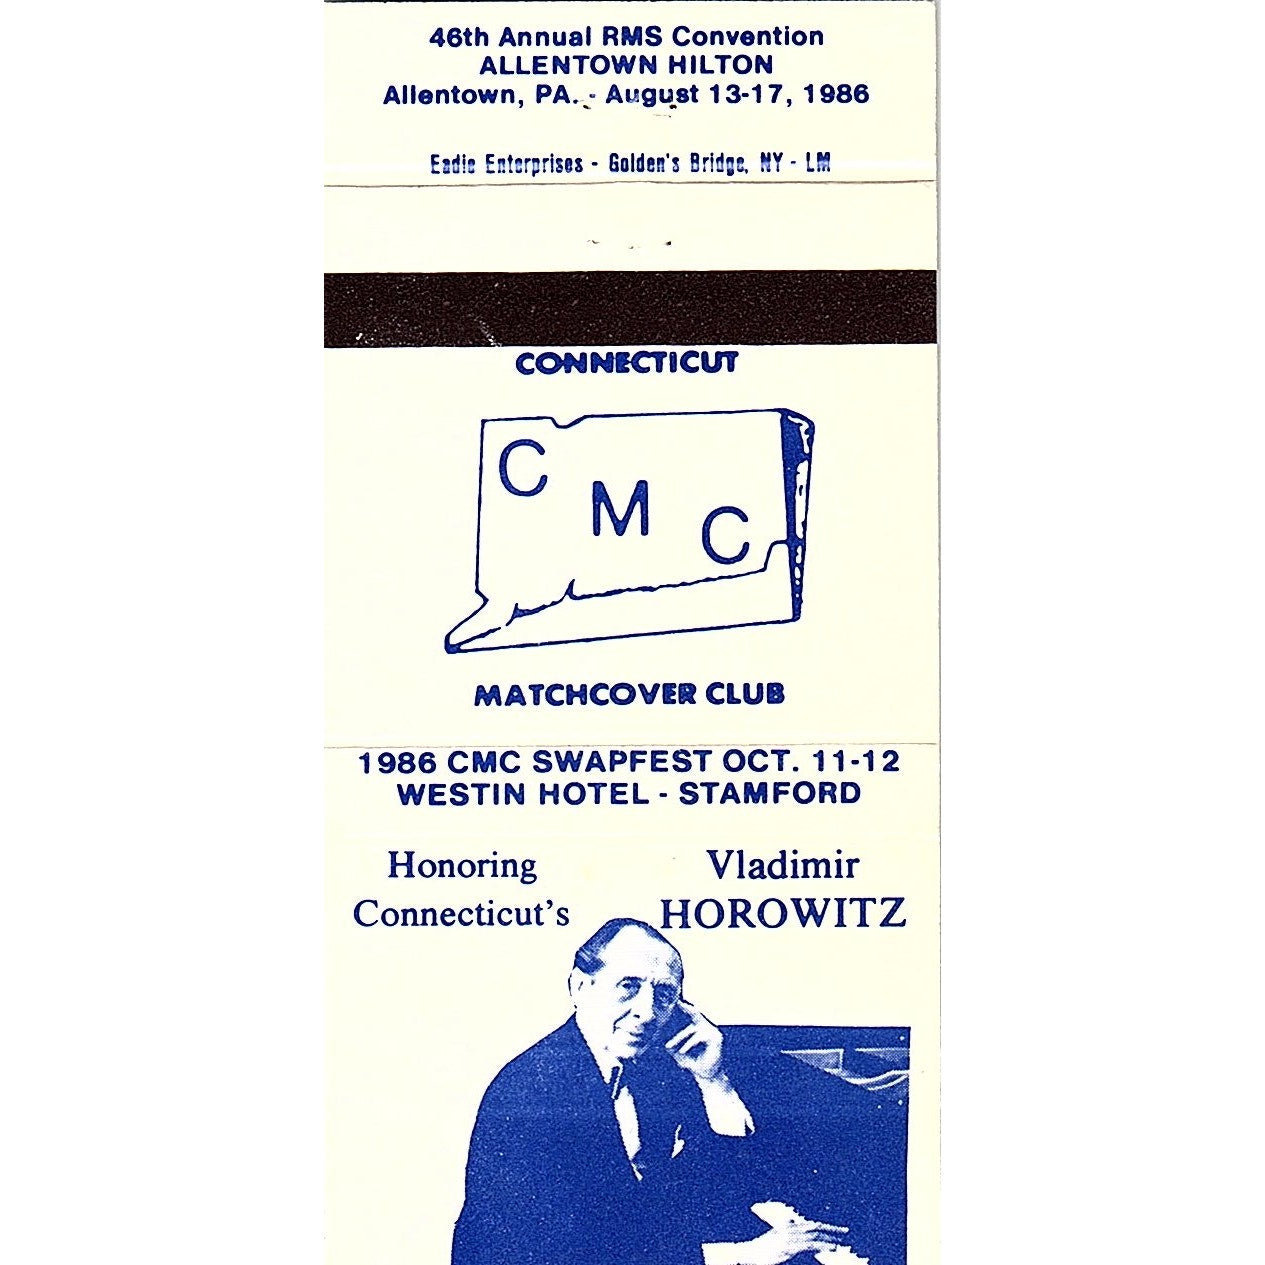 46th Annual RMS Convention
ALLENTOWN HILTON
Allentown, PA. - August 13-17, 1986
Eadie Enterprises - Golden's Bridge, NY - LM
CONNECTICUT
C M C
MATCHCOVER CLUB
1986 CMC SWAPFEST OCT. 11-12
WESTIN HOTEL - STAMFORD
Honoring Vladimir
Connecticut's HOROWITZ